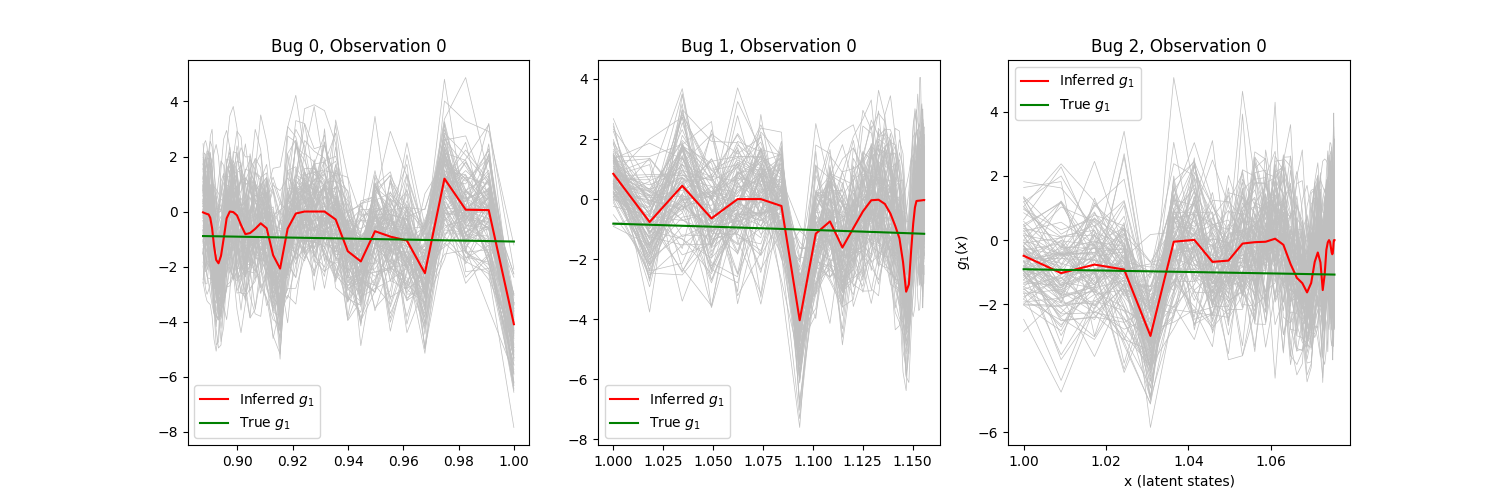 Bug 0, Observation 0
4
2
0
−2
−4
−6
−8
Inferred g₁
True g₁
0.90 0.92 0.94 0.96 0.98 1.00
Bug 1, Observation 0
4
2
0
−2
−4
−6
−8
Inferred g₁
True g₁
1.000 1.025 1.050 1.075 1.100 1.125 1.150
Bug 2, Observation 0
Inferred g₁
True g₁
g₁(x)
4
2
0
−2
−4
−6
1.00 1.02 1.04 1.06
x (latent states)